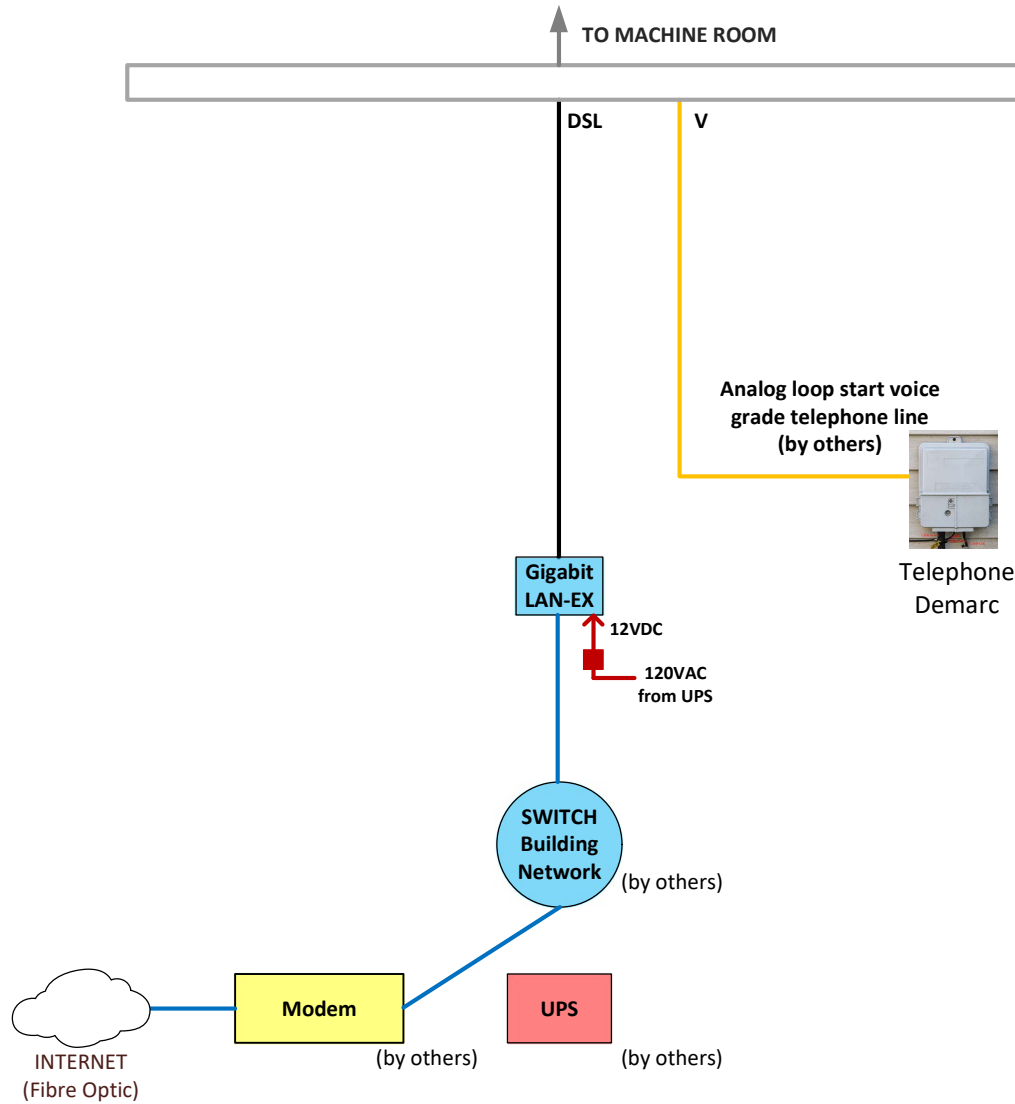 TO MACHINE ROOM
DSL
V
Analog loop start voice
grade telephone line
(by others)
Telephone
Demarc
Gigabit
LAN-EX
12VDC
120VAC
from UPS
SWITCH
Building
Network
(by others)
Modem
(by others)
UPS
(by others)
INTERNET
(Fibre Optic)